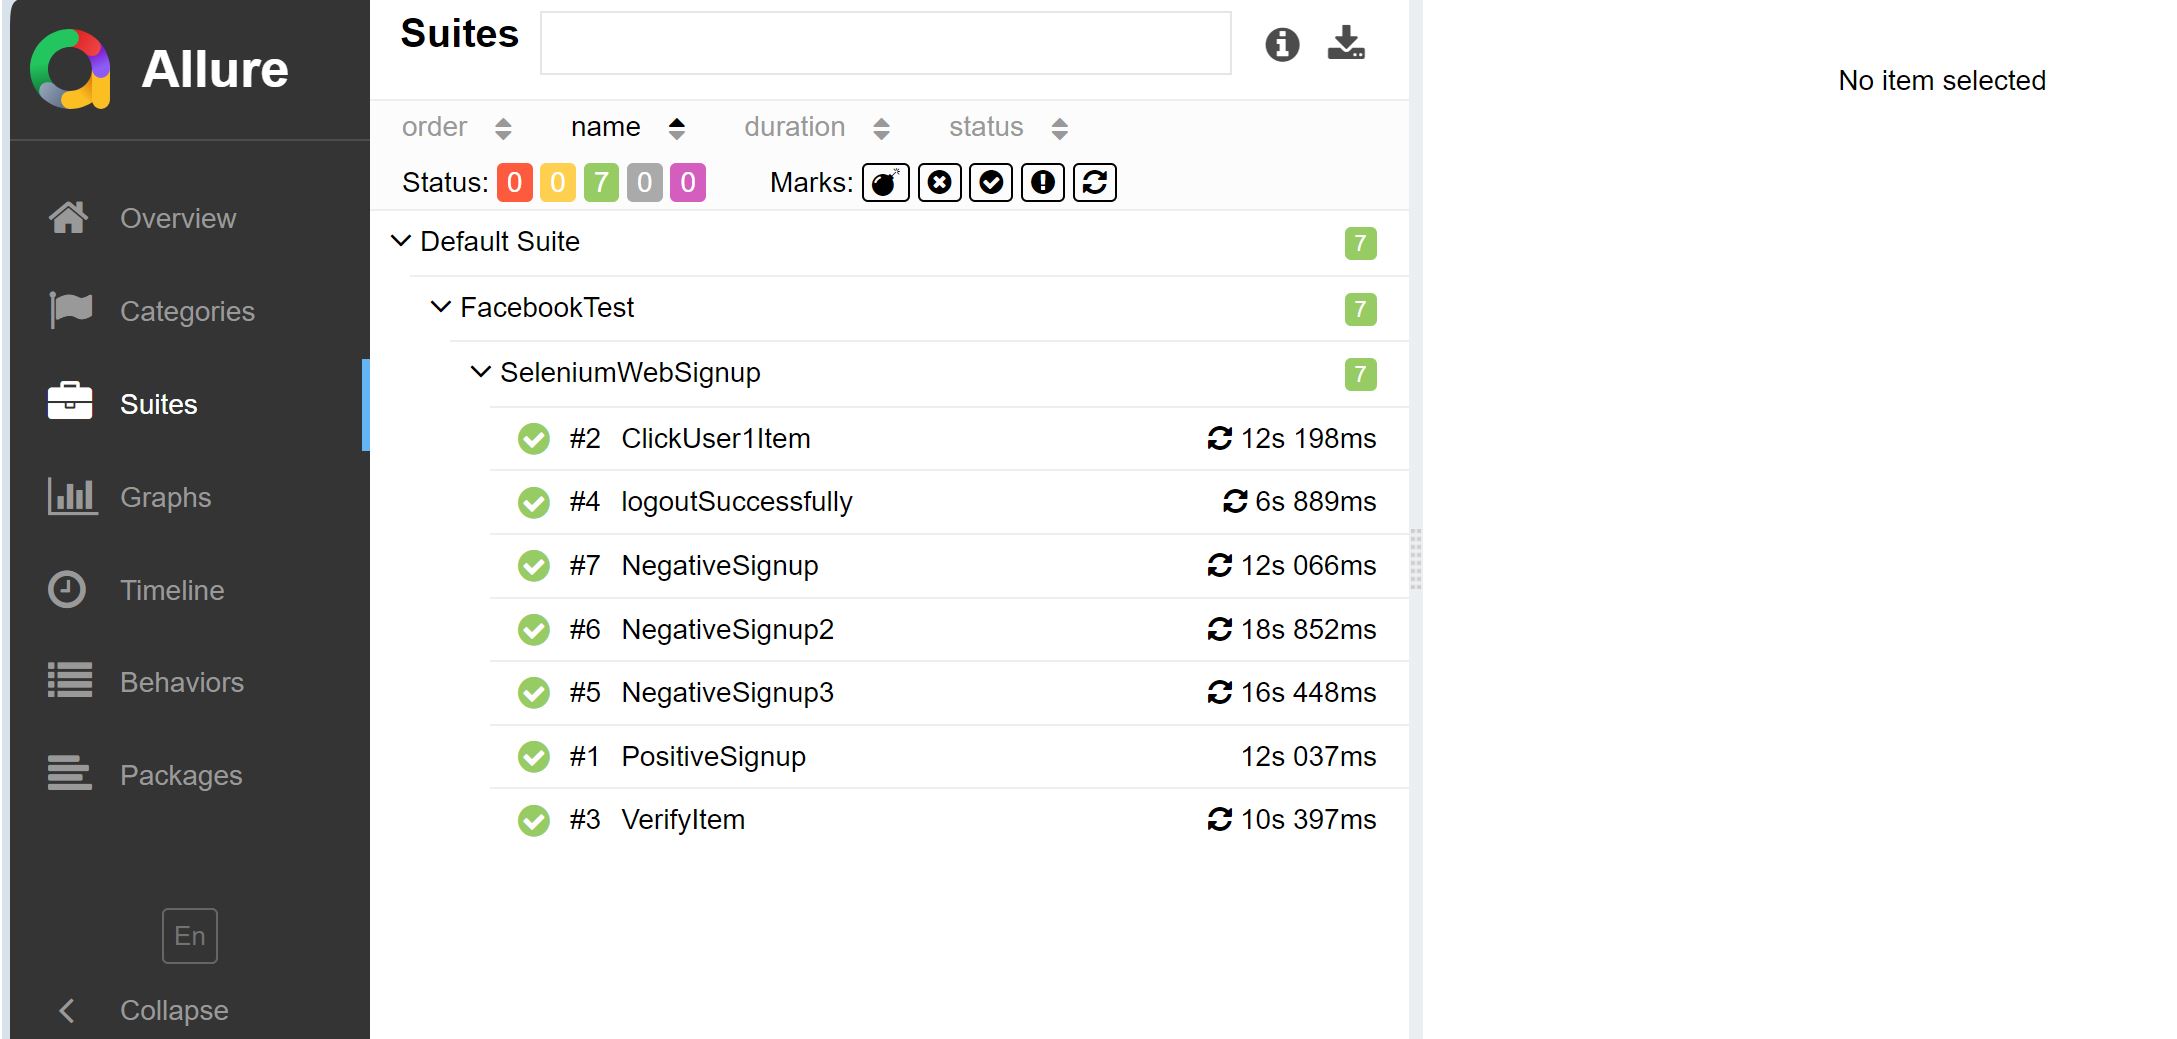 Allure
Overview
Categories
Suites
Graphs
Timeline
Behaviors
Packages
En
Collapse
Suites
order name duration status
Status: 0 0 7 0 0 Marks:
Default Suite 7
FacebookTest 7
SeleniumWebSignup 7
#2 ClickUser1Item 12s 198ms
#4 logoutSuccessfully 6s 889ms
#7 NegativeSignup 12s 066ms
#6 NegativeSignup2 18s 852ms
#5 NegativeSignup3 16s 448ms
#1 PositiveSignup 12s 037ms
#3 VerifyItem 10s 397ms
No item selected